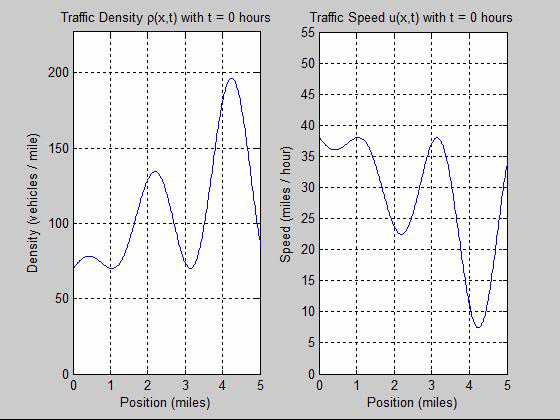 Traffic Density ρ(x,t) with t = 0 hours
Density (vehicles / mile)
200
150
100
50
0
0 1 2 3 4 5
Position (miles)
Traffic Speed u(x,t) with t = 0 hours
Speed (miles / hour)
55
50
45
40
35
30
25
20
15
10
5
0
0 1 2 3 4 5
Position (miles)